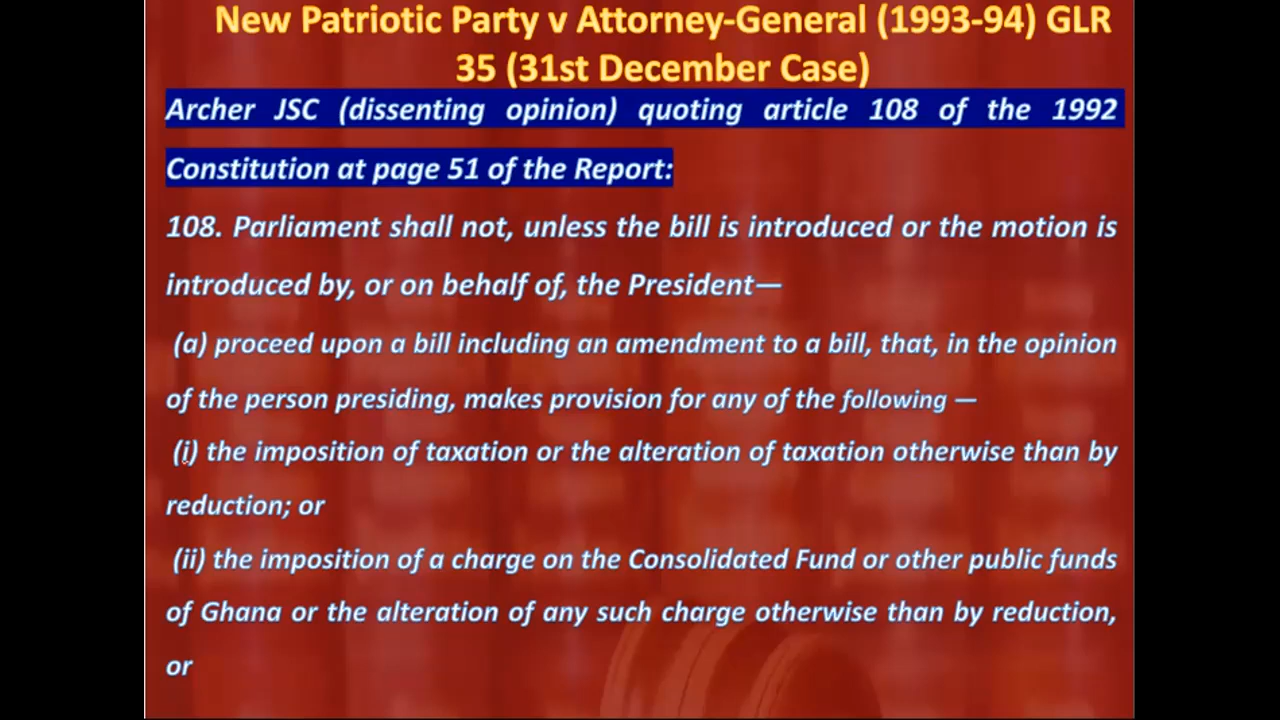 New Patriotic Party v Attorney-General (1993-94) GLR
35 (31st December Case)
Archer JSC (dissenting opinion) quoting article 108 of the 1992
Constitution at page 51 of the Report:
108. Parliament shall not, unless the bill is introduced or the motion is
introduced by, or on behalf of, the President—
(a) proceed upon a bill including an amendment to a bill, that, in the opinion
of the person presiding, makes provision for any of the following —
(i) the imposition of taxation or the alteration of taxation otherwise than by
reduction; or
(ii) the imposition of a charge on the Consolidated Fund or other public funds
of Ghana or the alteration of any such charge otherwise than by reduction,
or